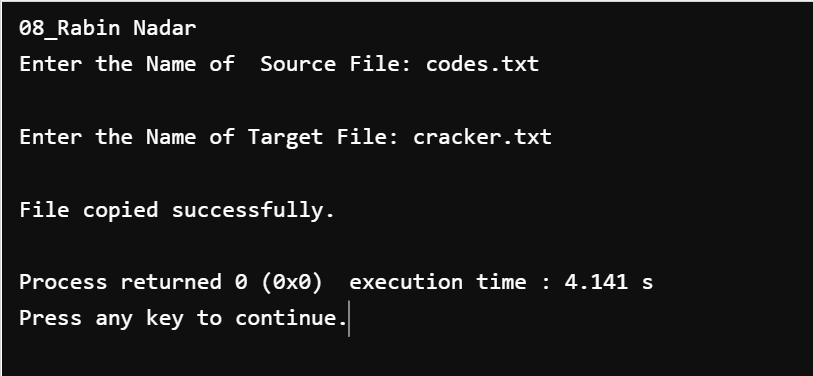 08_Rabin Nadar
Enter the Name of  Source File: codes.txt
Enter the Name of Target File: cracker.txt
File copied successfully.
Process returned 0 (0x0)  execution time : 4.141 s
Press any key to continue.